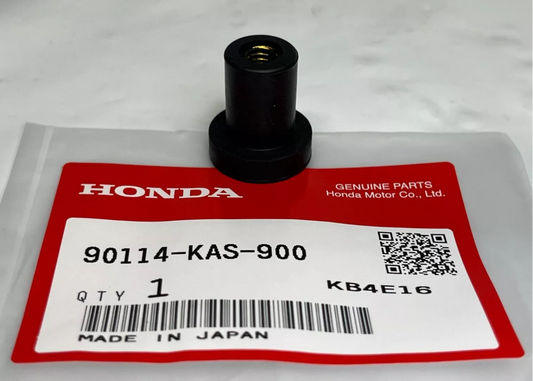 HONDA
GENUINE PARTS
Honda Motor Co., Ltd.
90114-KAS-900
QTY 1
KB4E16
MADE IN JAPAN